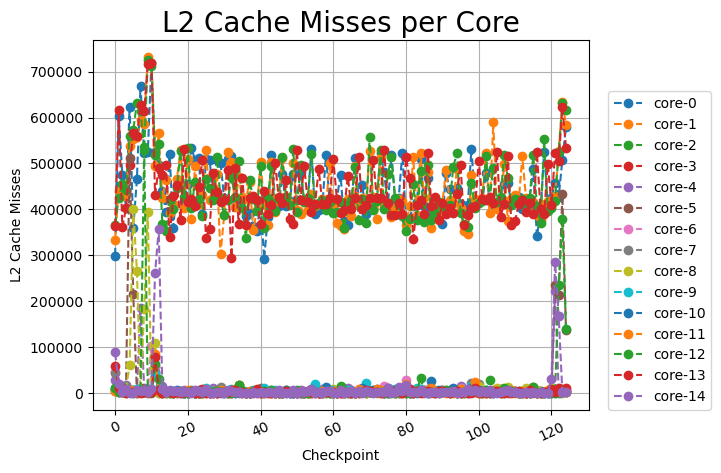 L2 Cache Misses per Core
L2 Cache Misses
700000
600000
500000
400000
300000
200000
100000
0
0
20
40
60
80
100
120
Checkpoint
core-0
core-1
core-2
core-3
core-4
core-5
core-6
core-7
core-8
core-9
core-10
core-11
core-12
core-13
core-14